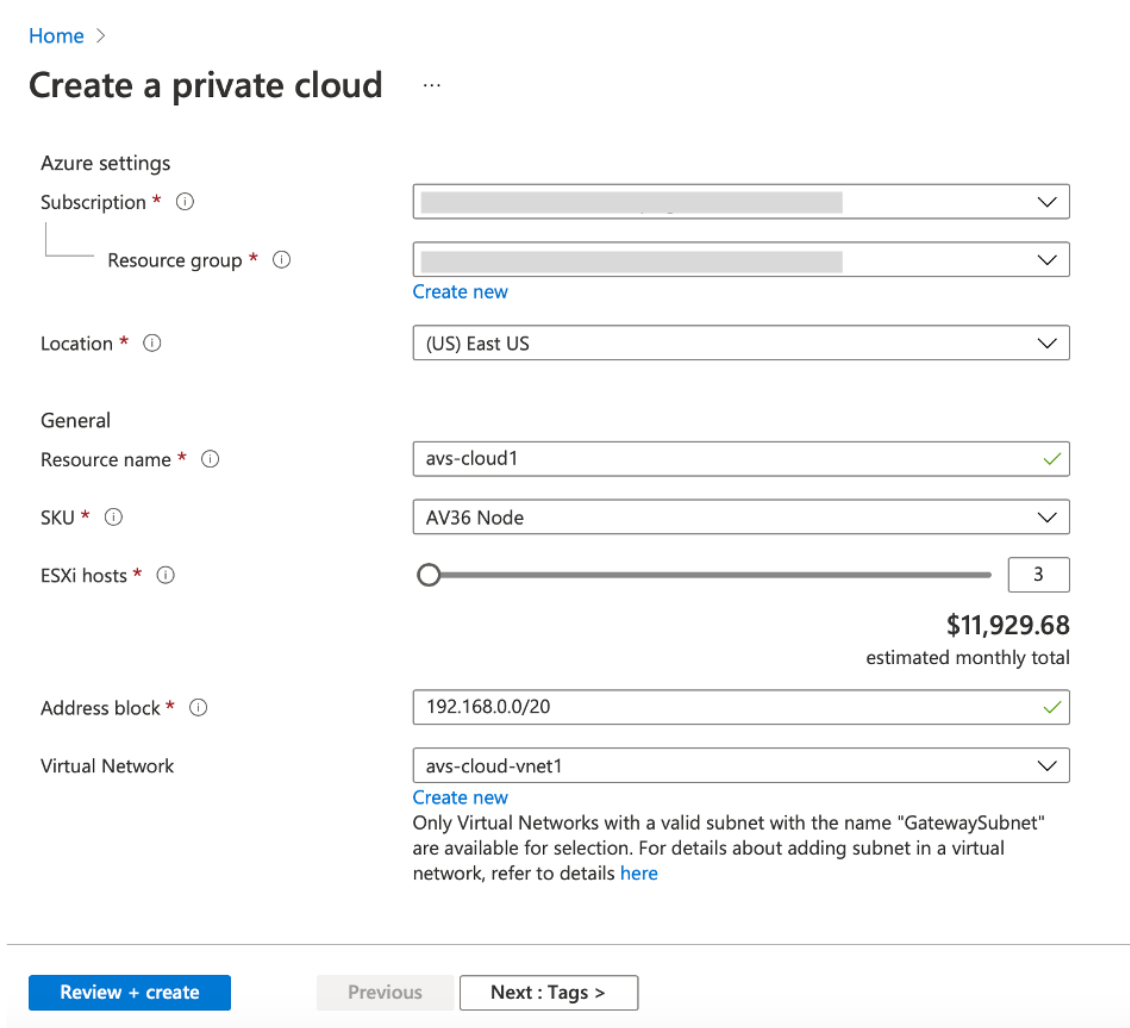 Home >
Create a private cloud ...
Azure settings
Subscription *
Resource group *
Create new
Location *
(US) East US
General
Resource name *
avs-cloud1
SKU *
AV36 Node
ESXi hosts *
3
$11,929.68
estimated monthly total
Address block *
192.168.0.0/20
Virtual Network
avs-cloud-vnet1
Create new
Only Virtual Networks with a valid subnet with the name "GatewaySubnet"
are available for selection. For details about adding subnet in a virtual
network, refer to details here
Review + create
Previous
Next : Tags >